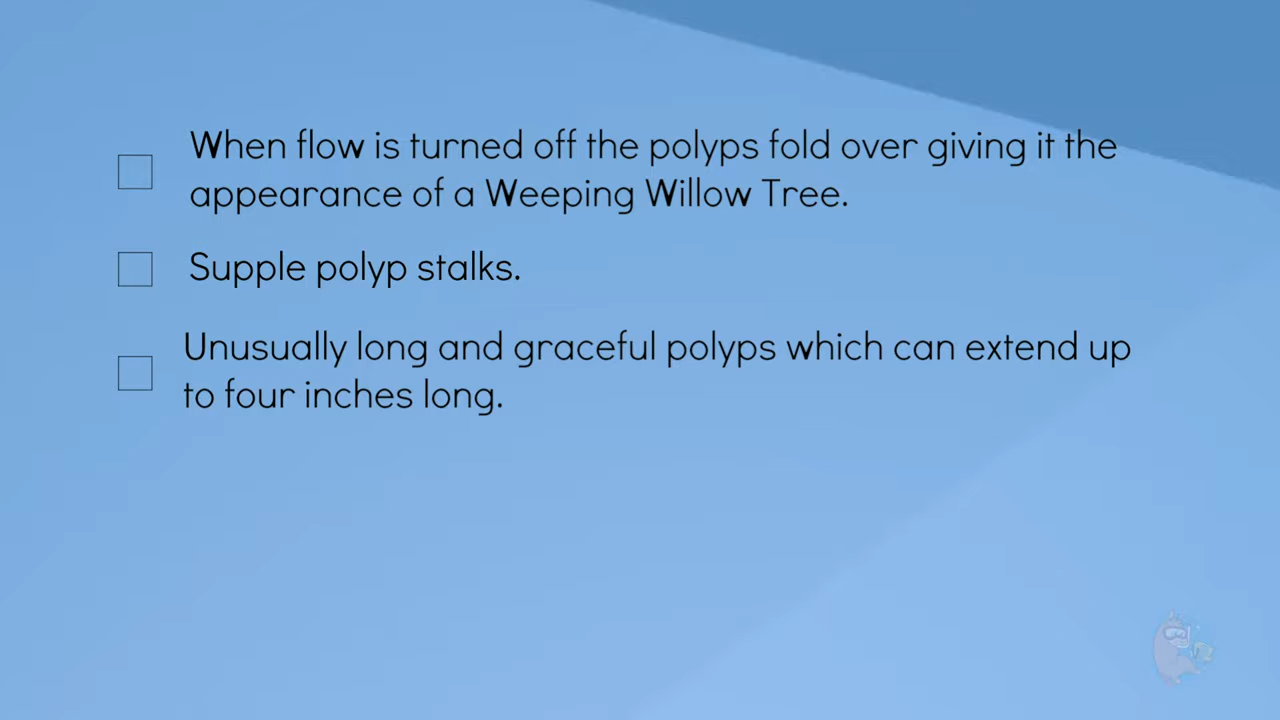 When flow is turned off the polyps fold over giving it the
appearance of a Weeping Willow Tree.
Supple polyp stalks.
Unusually long and graceful polyps which can extend up
to four inches long.